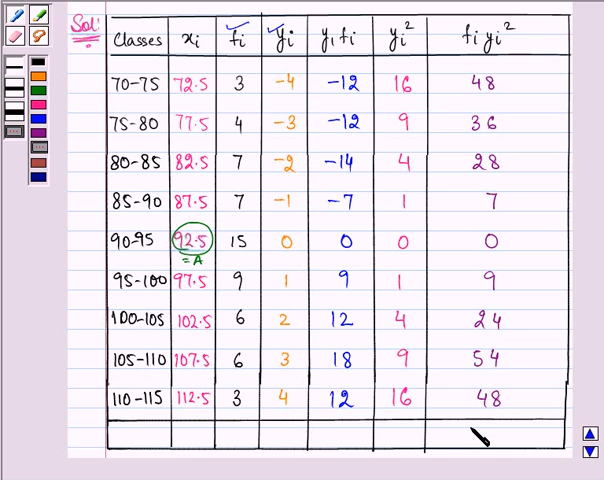 Sol:
Classes xi fi yi yifi yi² fiyi²
70-75 72.5 3 -4 -12 16 48
75-80 77.5 4 -3 -12 9 36
80-85 82.5 7 -2 -14 4 28
85-90 87.5 7 -1 -7 1 7
90-95 92.5 15 0 0 0 0
=A
95-100 97.5 9 1 9 1 9
100-105 102.5 6 2 12 4 24
105-110 107.5 6 3 18 9 54
110-115 112.5 3 4 12 16 48